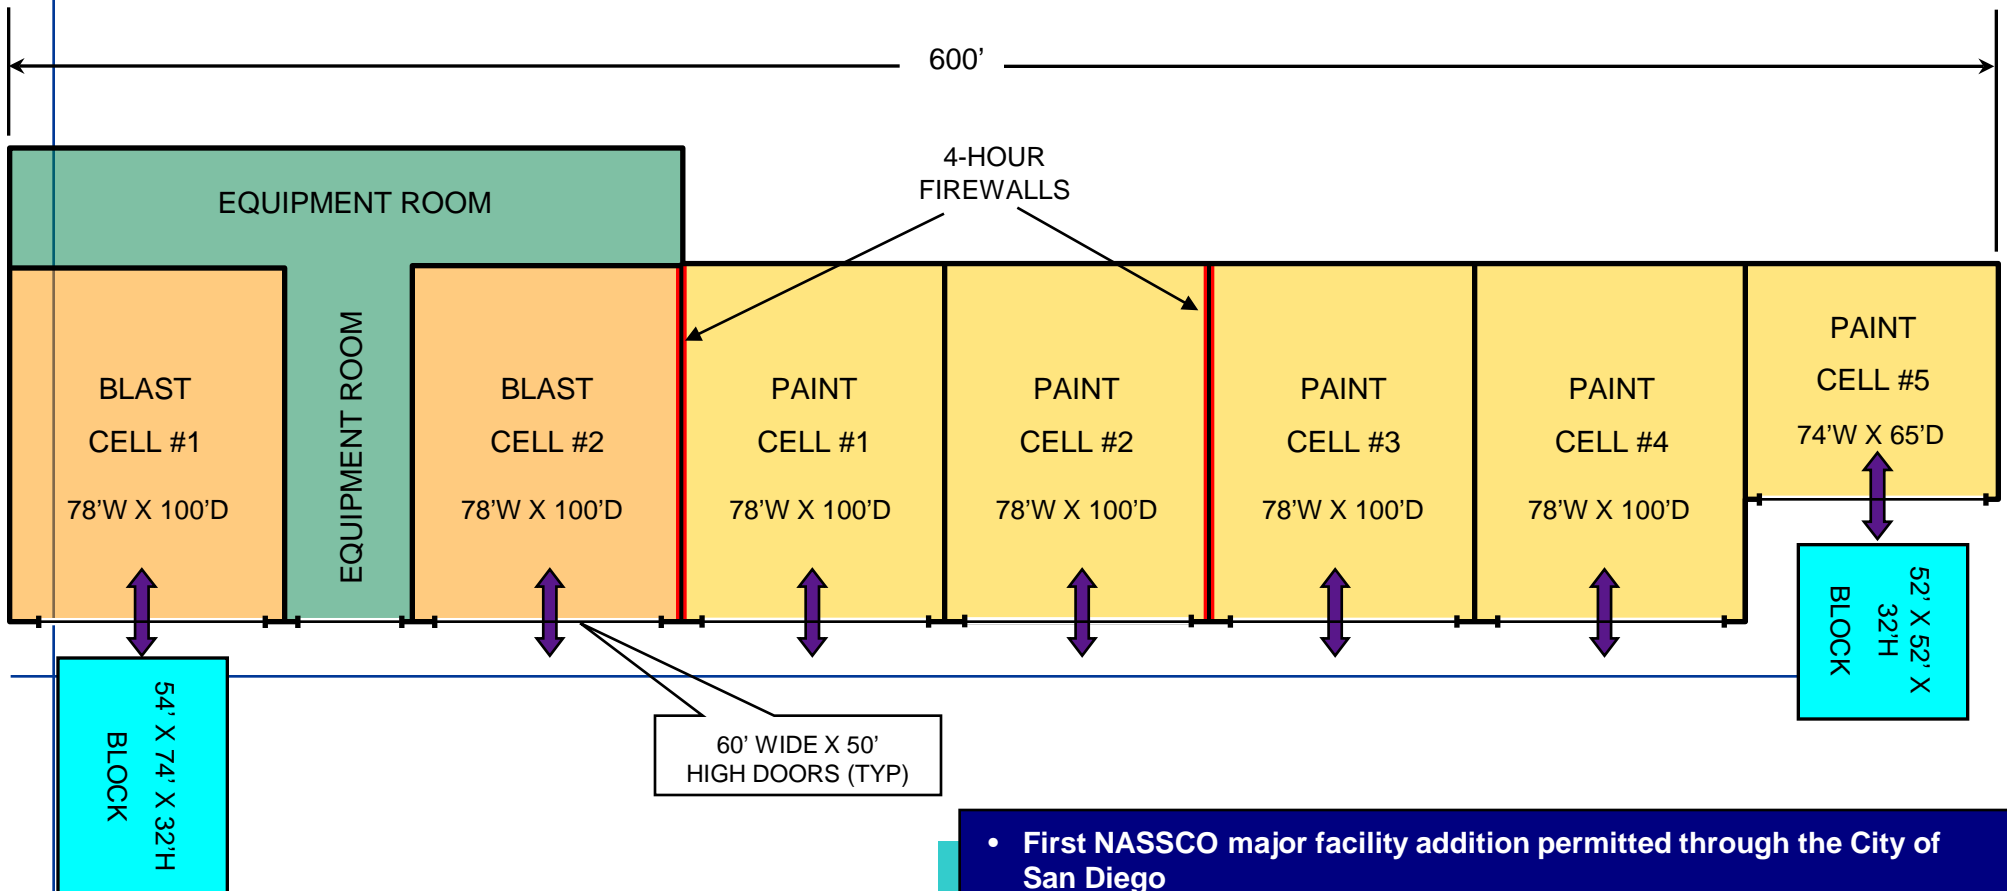 600’
4-HOUR
FIREWALLS
EQUIPMENT ROOM
EQUIPMENT ROOM
BLAST
CELL #1
78’W X 100’D
BLAST
CELL #2
78’W X 100’D
PAINT
CELL #1
78’W X 100’D
PAINT
CELL #2
78’W X 100’D
PAINT
CELL #3
78’W X 100’D
PAINT
CELL #4
78’W X 100’D
PAINT
CELL #5
74’W X 65’D
54’ X 74’ X 32’H
BLOCK
60’ WIDE X 50’
HIGH DOORS (TYP)
52’ X 52’ X
32’H
BLOCK
• First NASSCO major facility addition permitted through the City of
San Diego